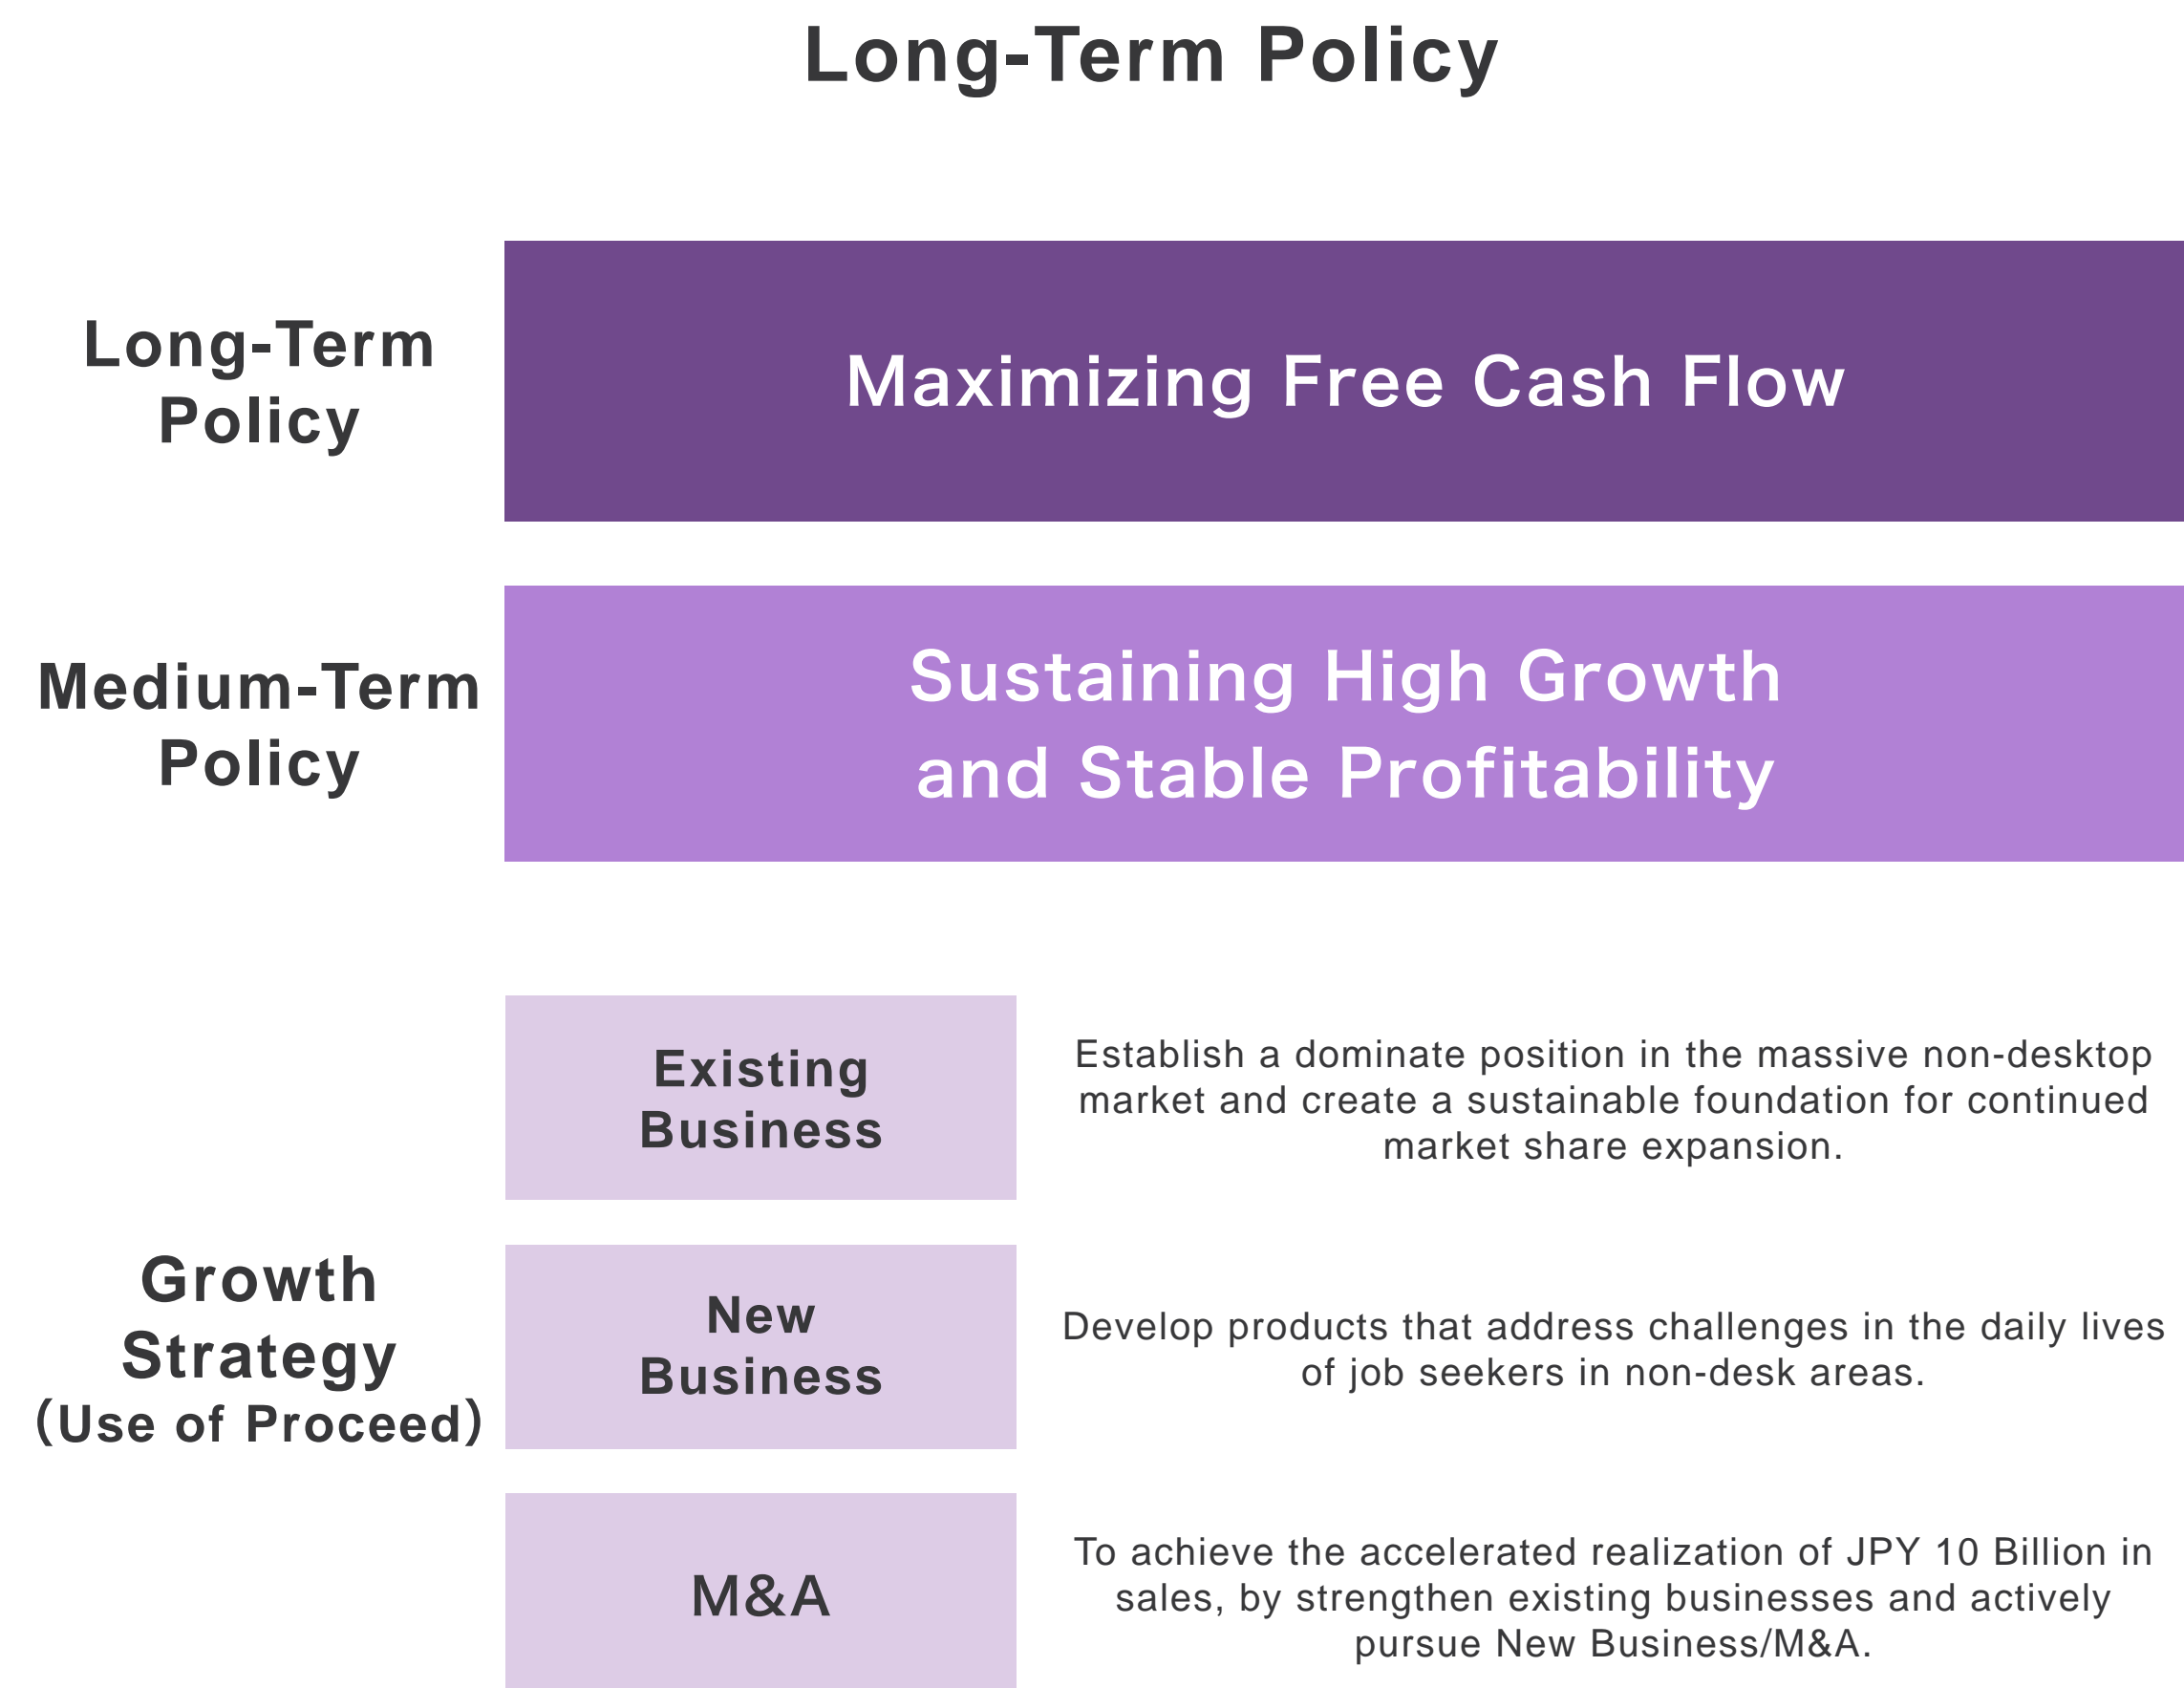 Long-Term Policy
Long-Term
Policy
Maximizing Free Cash Flow
Medium-Term
Policy
Sustaining High Growth
and Stable Profitability
Growth
Strategy
(Use of Proceed)
Existing
Business
Establish a dominate position in the massive non-desktop
market and create a sustainable foundation for continued
market share expansion.
New
Business
Develop products that address challenges in the daily lives
of job seekers in non-desk areas.
M&A
To achieve the accelerated realization of JPY 10 Billion in
sales, by strengthen existing businesses and actively
pursue New Business/M&A.